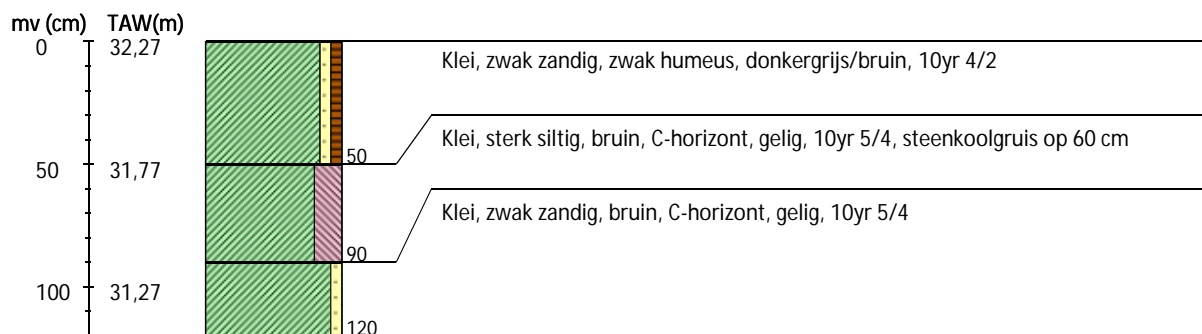 mv (cm) TAW(m)
0 32,27
Klei, zwak zandig, zwak humeus, donkergrijs/bruin, 10yr 4/2
Klei, sterk siltig, bruin, C-horizont, gelig, 10yr 5/4, steenkoolgruis op 60 cm
50
50 31,77
Klei, zwak zandig, bruin, C-horizont, gelig, 10yr 5/4
90
100 31,27
120